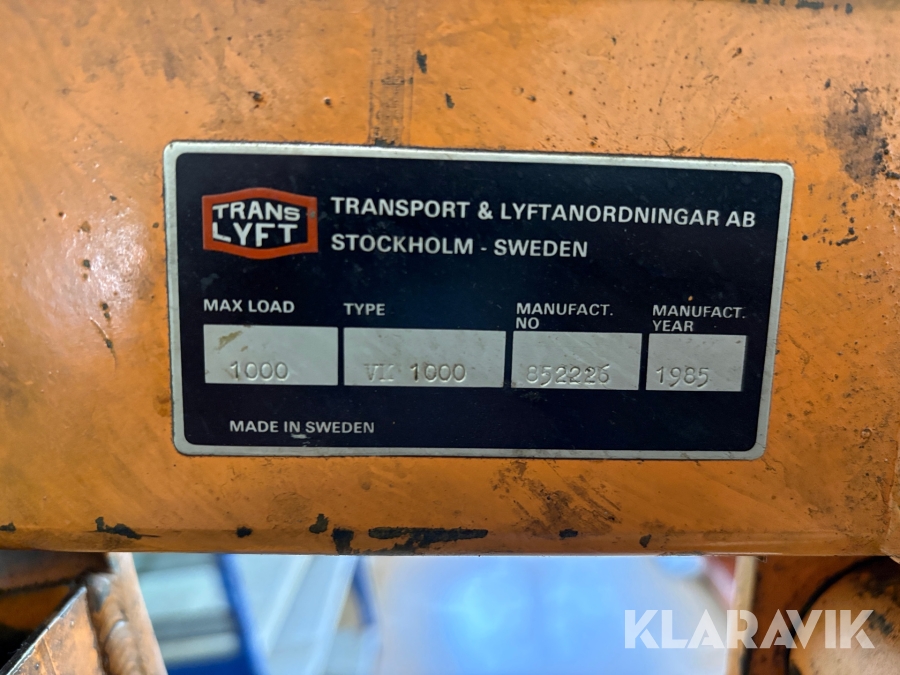 TRANS
LYFT
TRANSPORT & LYFTANORDNINGAR AB
STOCKHOLM - SWEDEN
MAX LOAD TYPE MANUFACT. NO MANUFACT. YEAR
1000 1000 852226 1985
MADE IN SWEDEN
KLARAVIK